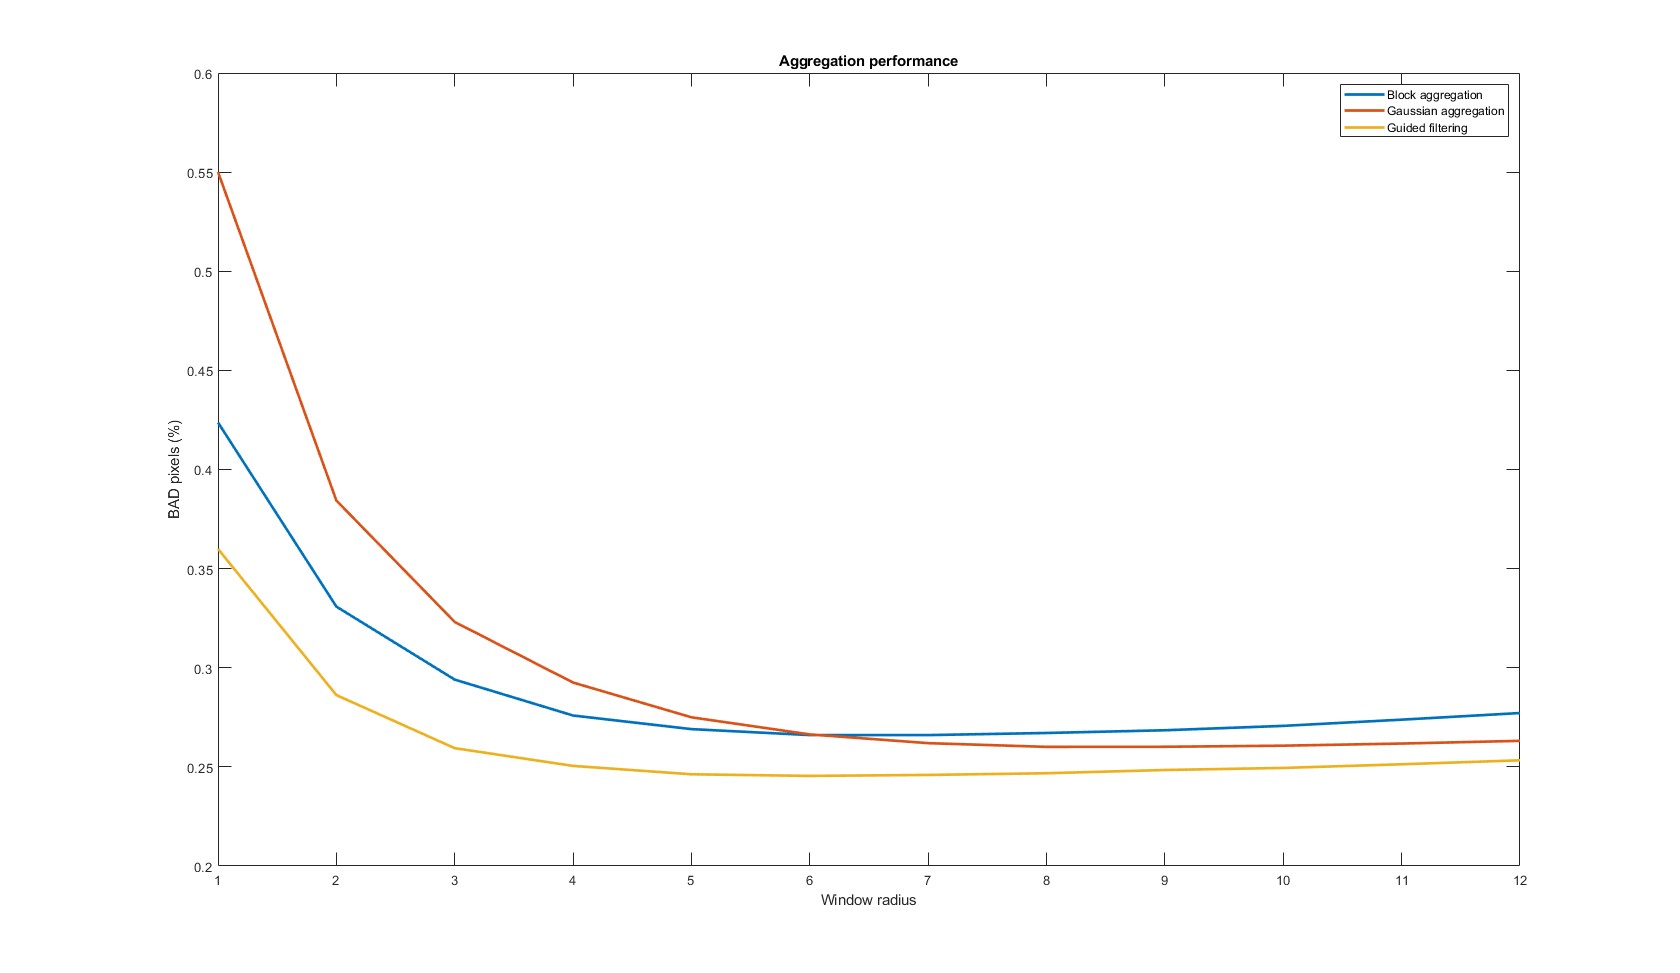 Aggregation performance
Block aggregation
Gaussian aggregation
Guided filtering
0.6
0.55
0.5
0.45
0.4
0.35
0.3
0.25
0.2
BAD pixels (%)
1 2 3 4 5 6 7 8 9 10 11 12
Window radius